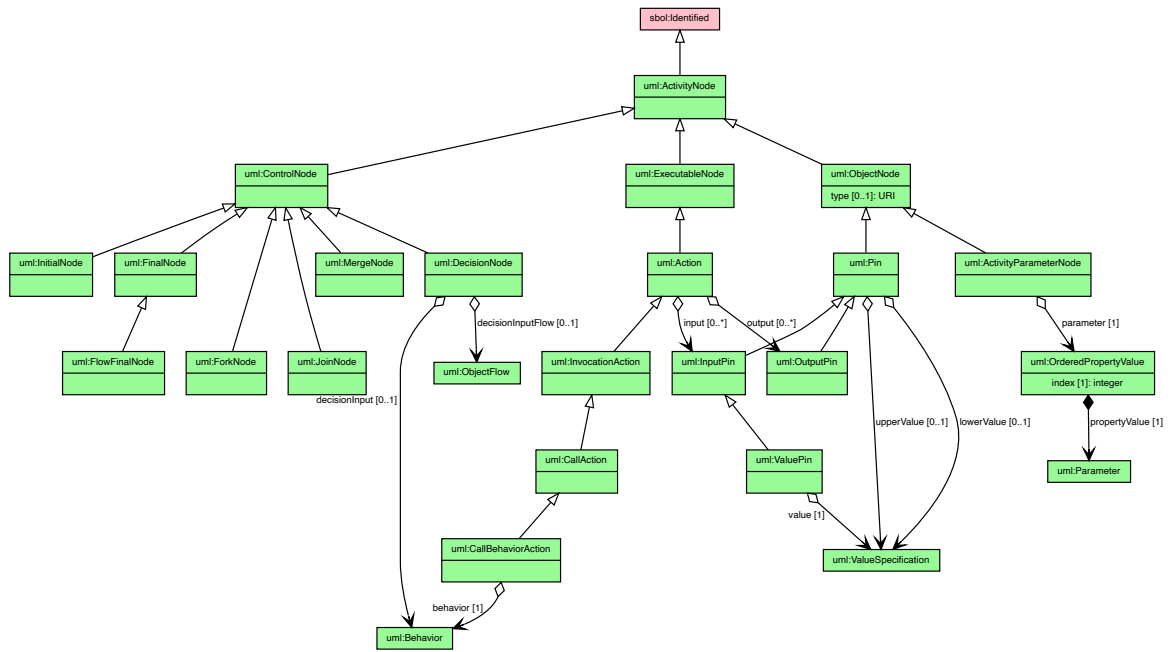 sbol:Identified
uml:ActivityNode
uml:ControlNode
uml:ExecutableNode
uml:ObjectNode
type [0..1]: URI
uml:InitialNode
uml:FinalNode
uml:MergeNode
uml:DecisionNode
uml:Action
uml:Pin
uml:ActivityParameterNode
decisionInputFlow [0..1]
input [0..*]
output [0..*]
parameter [1]
uml:FlowFinalNode
uml:ForkNode
uml:JoinNode
uml:ObjectFlow
uml:InvocationAction
uml:InputPin
uml:OutputPin
uml:OrderedPropertyValue
index [1]: integer
decisionInput [0..1]
upperValue [0..1]
lowerValue [0..1]
propertyValue [1]
uml:CallAction
uml:ValuePin
uml:Parameter
value [1]
uml:CallBehaviorAction
uml:ValueSpecification
behavior [1]
uml:Behavior